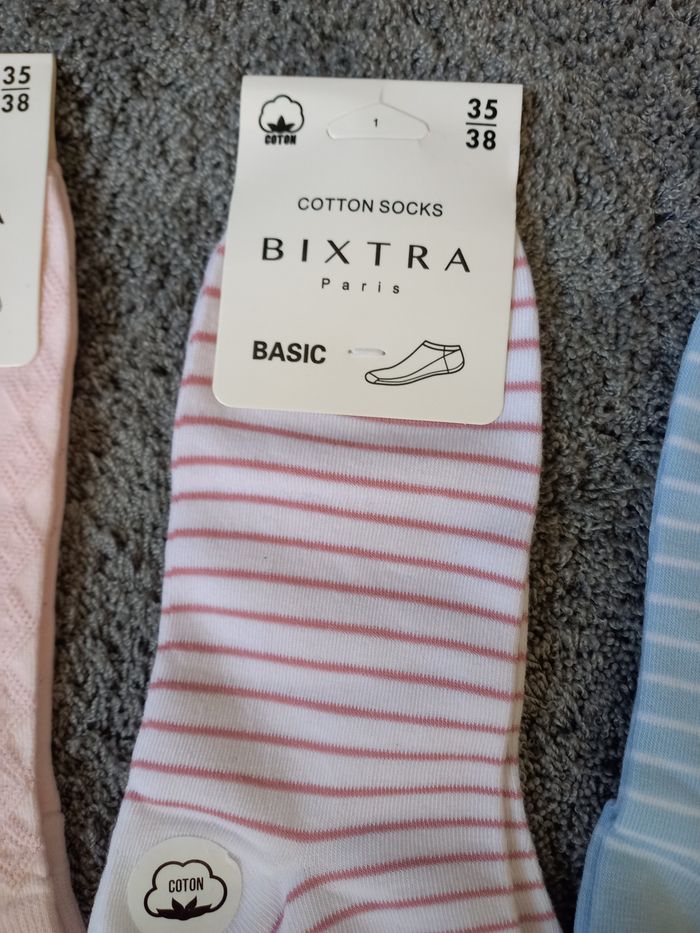 35
38
COTON
1
35
38
COTTON SOCKS
BIXTRA
Paris
BASIC
COTON